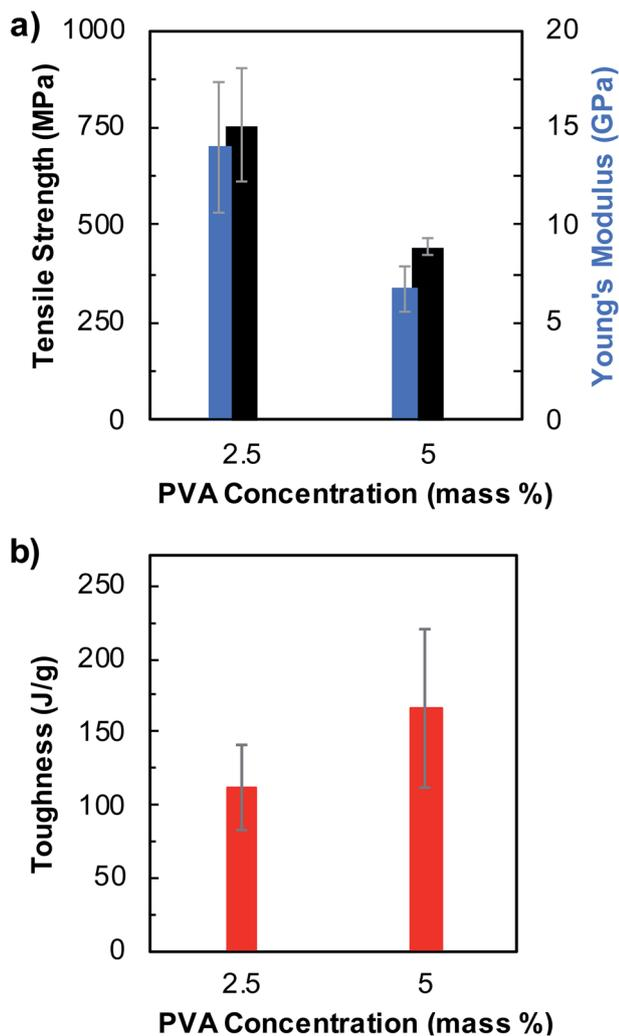 a)
1000
750
500
250
0
Tensile Strength (MPa)
20
15
10
5
0
Young's Modulus (GPa)
2.5
5
PVA Concentration (mass %)
b)
250
200
150
100
50
0
Toughness (J/g)
2.5
5
PVA Concentration (mass %)